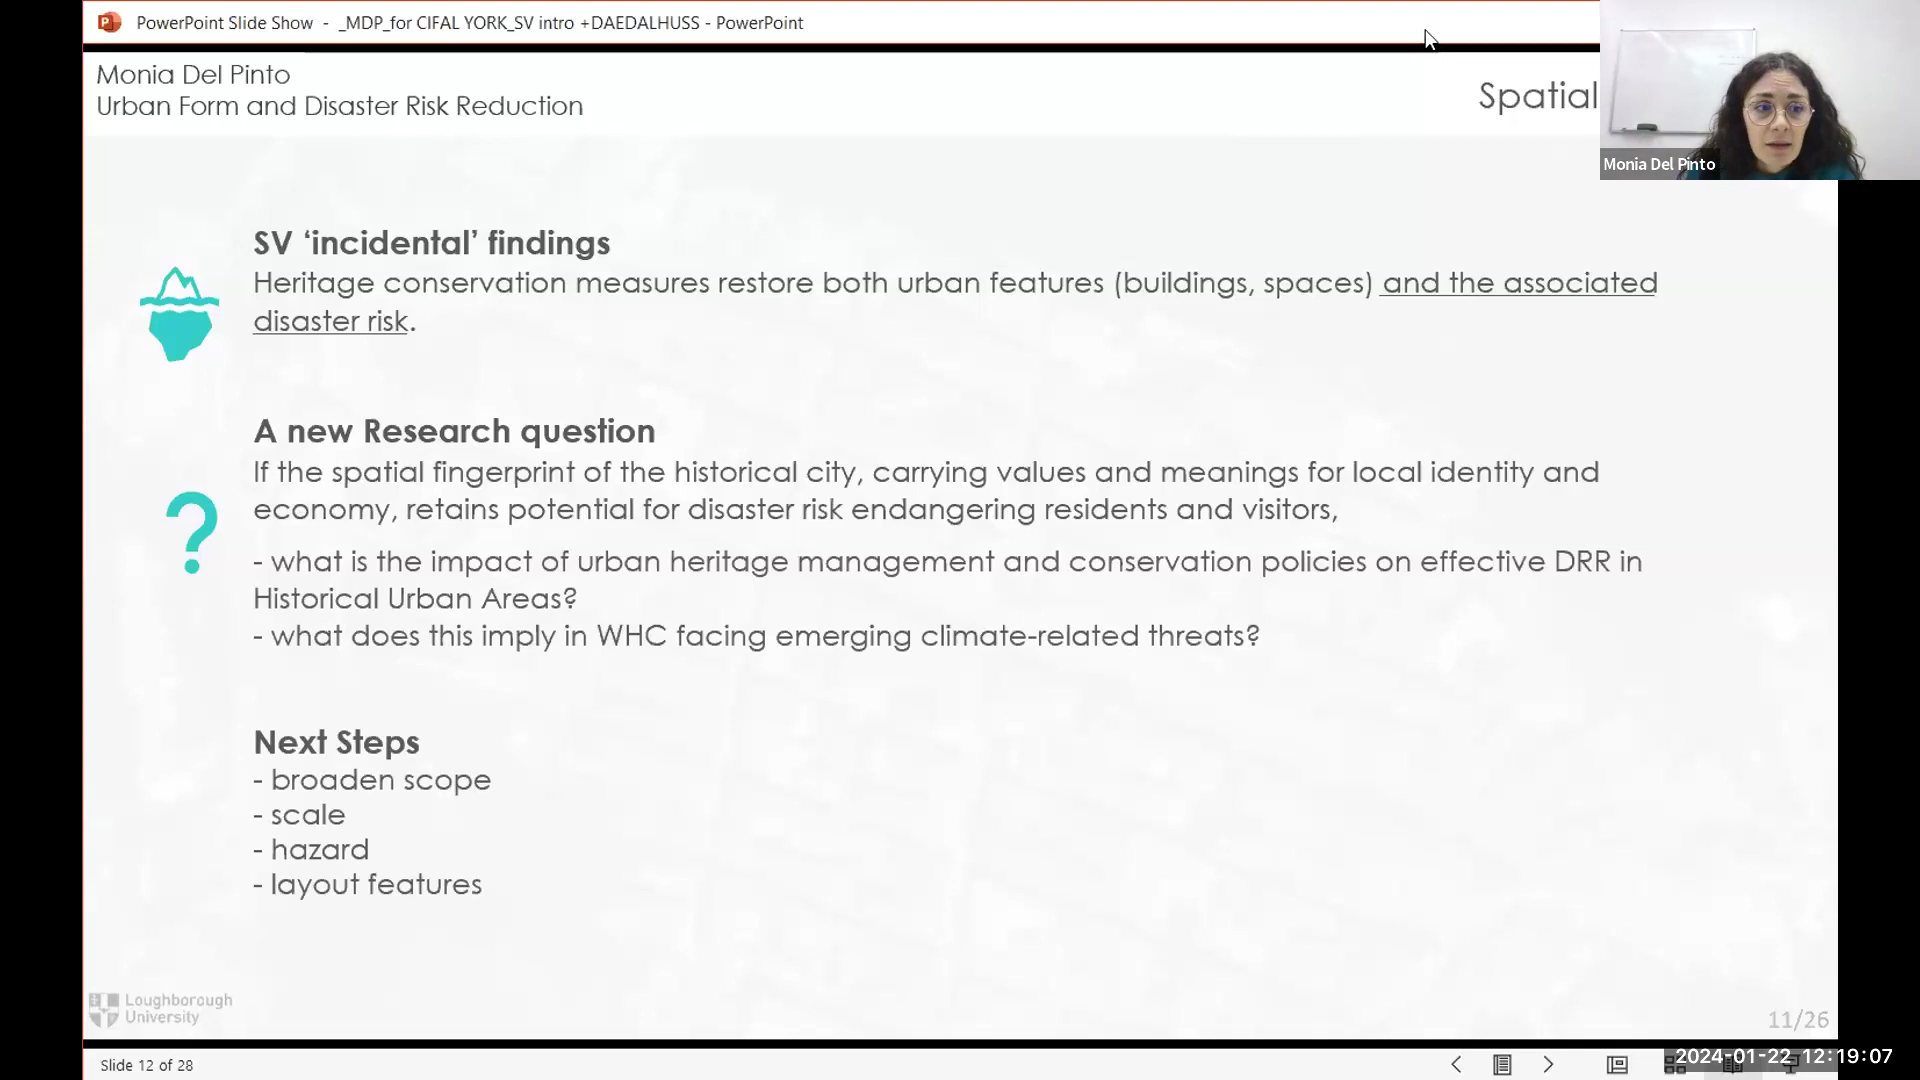 PowerPoint Slide Show - _MDP_for CIFAL YORK_SV intro +DAEDALHUSS - PowerPoint
Monia Del Pinto
Urban Form and Disaster Risk Reduction
Spatial
Monia Del Pinto
SV ‘incidental’ findings
Heritage conservation measures restore both urban features (buildings, spaces) and the associated
disaster risk.
A new Research question
If the spatial fingerprint of the historical city, carrying values and meanings for local identity and
economy, retains potential for disaster risk endangering residents and visitors,
- what is the impact of urban heritage management and conservation policies on effective DRR in
Historical Urban Areas?
- what does this imply in WHC facing emerging climate-related threats?
?
Next Steps
- broaden scope
- scale
- hazard
- layout features
Loughborough
University
11/26
Slide 12 of 28
2024-01-22 12:19:07